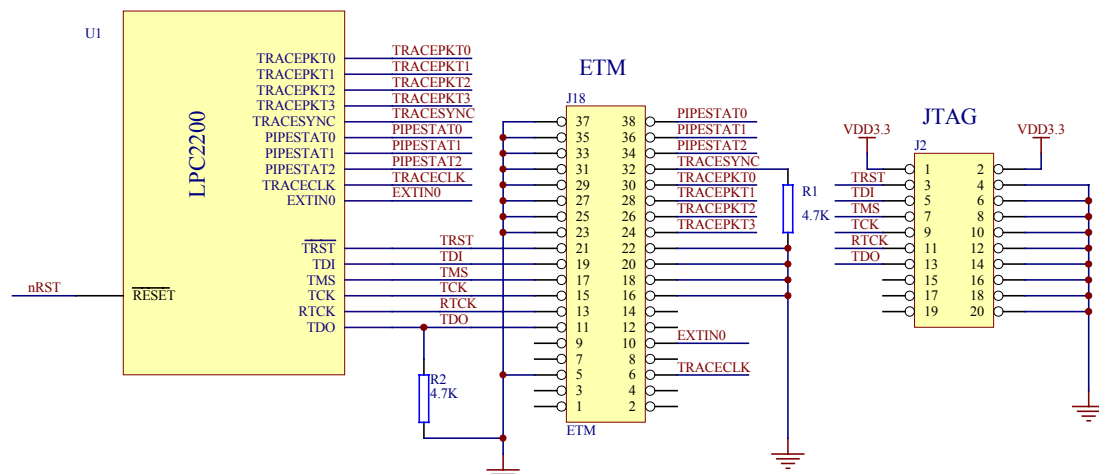 U1
LPC2200
TRACEPKT0 TRACEPKT0
TRACEPKT1 TRACEPKT1
TRACEPKT2 TRACEPKT2
TRACEPKT3 TRACEPKT3
TRACESYNC TRACESYNC
PIPESTAT0 PIPESTAT0
PIPESTAT1 PIPESTAT1
PIPESTAT2 PIPESTAT2
TRACECLK TRACECLK
EXTIN0 EXTIN0
TRST TRST
TDI TDI
TMS TMS
TCK TCK
RTCK RTCK
TDO TDO
nRST RESET
R2
4.7K
ETM
J18
37 38 PIPESTAT0
35 36 PIPESTAT1
33 34 PIPESTAT2
31 32 TRACESYNC
29 30 TRACEPKT0
27 28 TRACEPKT1
25 26 TRACEPKT2
23 24 TRACEPKT3
21 22
19 20
17 18
15 16
13 14
11 12
9 10 EXTIN0
7 8
5 6 TRACECLK
3 4
1 2
ETM
R1
4.7K
JTAG
VDD3.3 VDD3.3
J2
1 2
TRST 3 4
TDI 5 6
TMS 7 8
TCK 9 10
RTCK 11 12
TDO 13 14
15 16
17 18
19 20